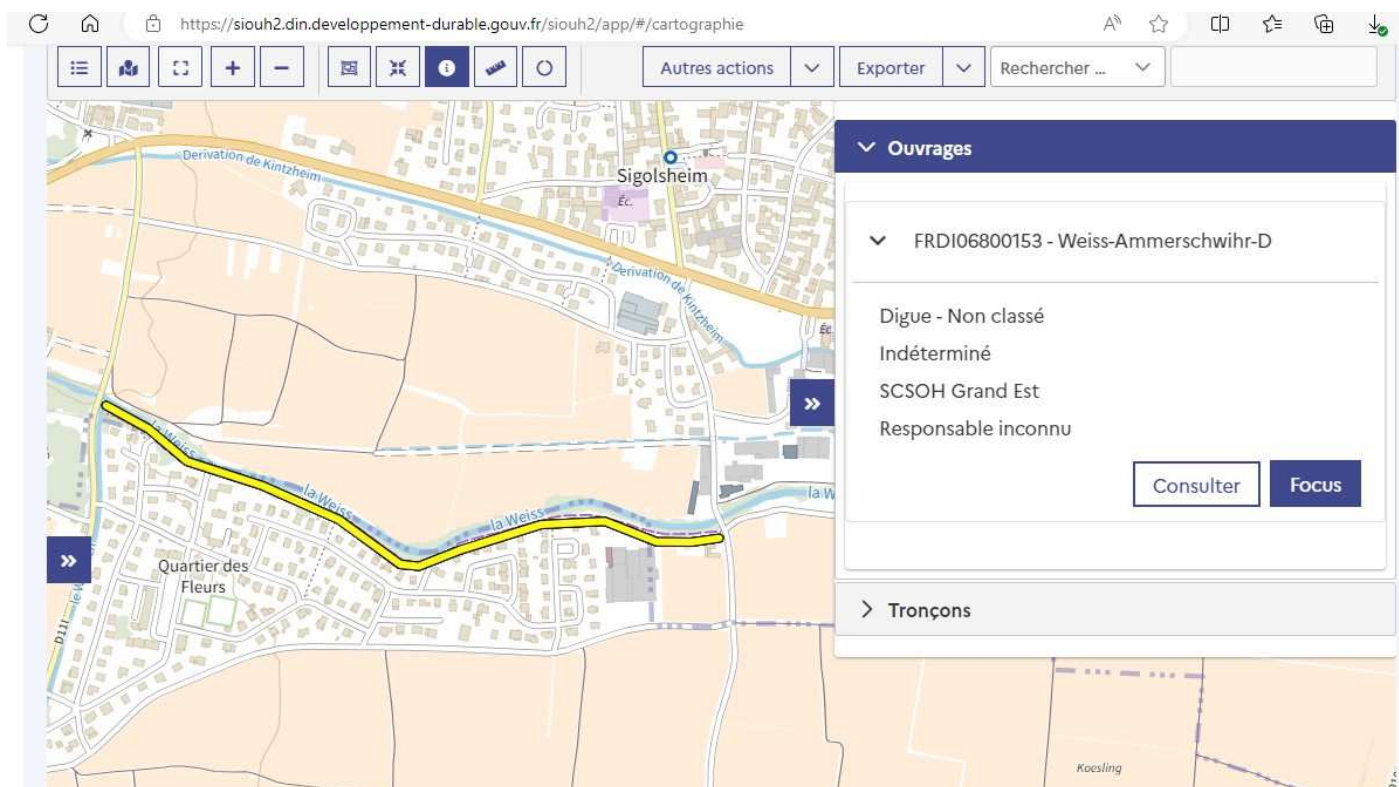 https://siouh2.din.developpement-durable.gouv.fr/siouh2/app/#/cartographie
Autres actions
Exporter
Rechercher ...
Derivation de Kintzheim
Sigolsheim
Éc.
Derivation de Kintzheim
Éc.
la Weiss
la Weiss
la Weiss
la W
Quartier des
Fleurs
D111
Koesling
Ouvrages
FRDI06800153 - Weiss-Ammerschwihr-D
Digue - Non classé
Indéterminé
SCSOH Grand Est
Responsable inconnu
Consulter
Focus
Tronçons